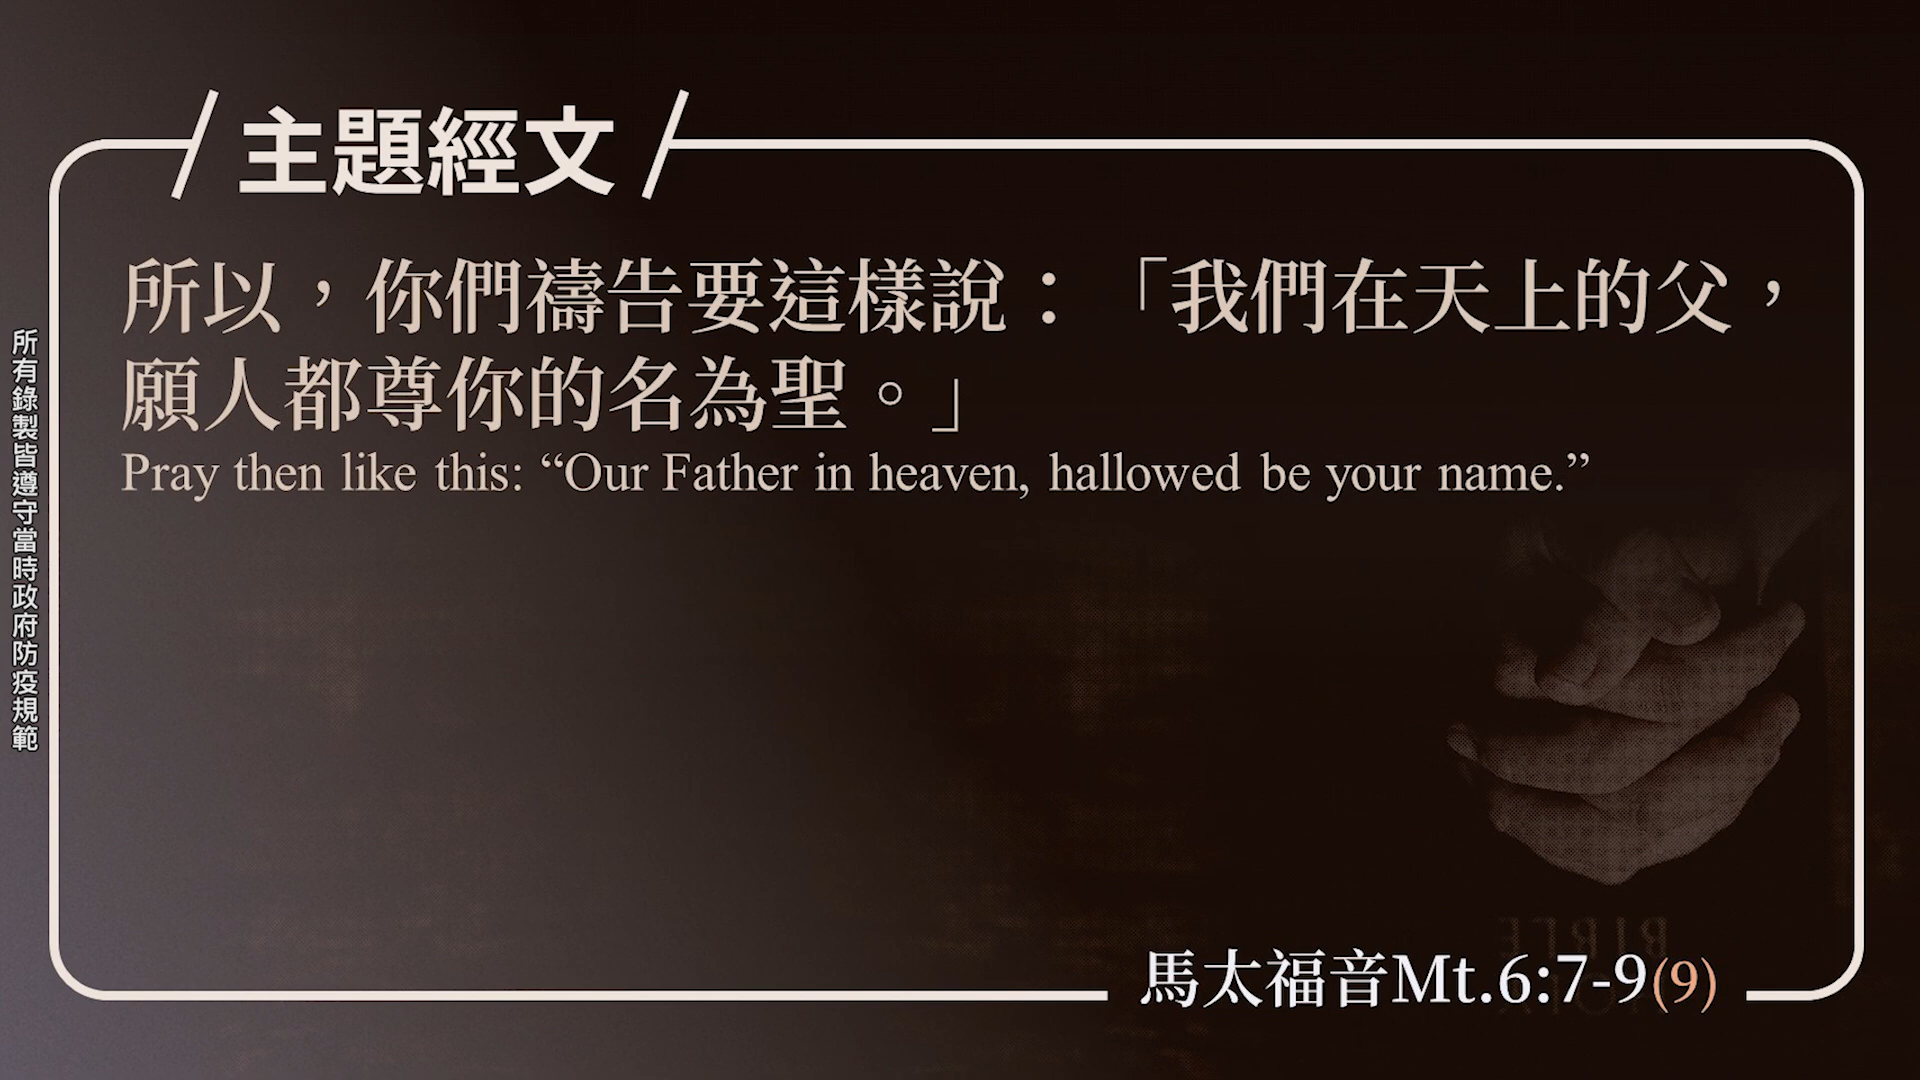 主題經文
所以，你們禱告要這樣說：「我們在天上的父，
願人都尊你的名為聖。」
Pray then like this: “Our Father in heaven, hallowed be your name.”
所有錄製皆遵守當時政府防疫規範
BIBLE
馬太福音Mt.6:7-9(9)